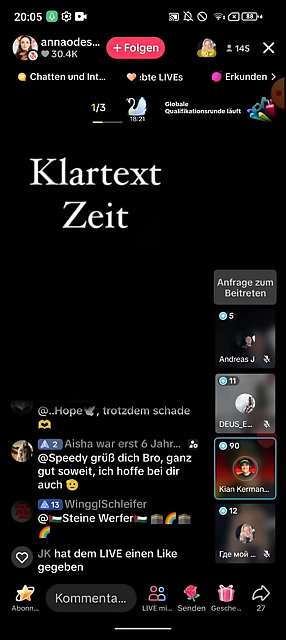 20:05
88
annaodes...
30.4K
+ Folgen
145
Chatten und Int...
:bte LIVEs
Erkunden >
1/3
18:21
Globale
Qualifikationsrunde läuft
Klartext
Zeit
Anfrage zum
Beitreten
5
Andreas J
11
DEUS_E...
90
Kian Kerman...
12
Где мой ...
@..Hope🕊️, trotzdem schade
🫶
2 Aisha war erst 6 Jahr...
@Speedy grüß dich Bro, ganz
gut soweit, ich hoffe bei dir
auch 🫡
13 WingglSchleifer
@🇵🇸Steine Werfer🇵🇸 🕋🌈🕋
🌈
JK hat dem LIVE einen Like
gegeben
Abonn...
Kommenta...
LIVE mi...
Senden
Gesche...
27